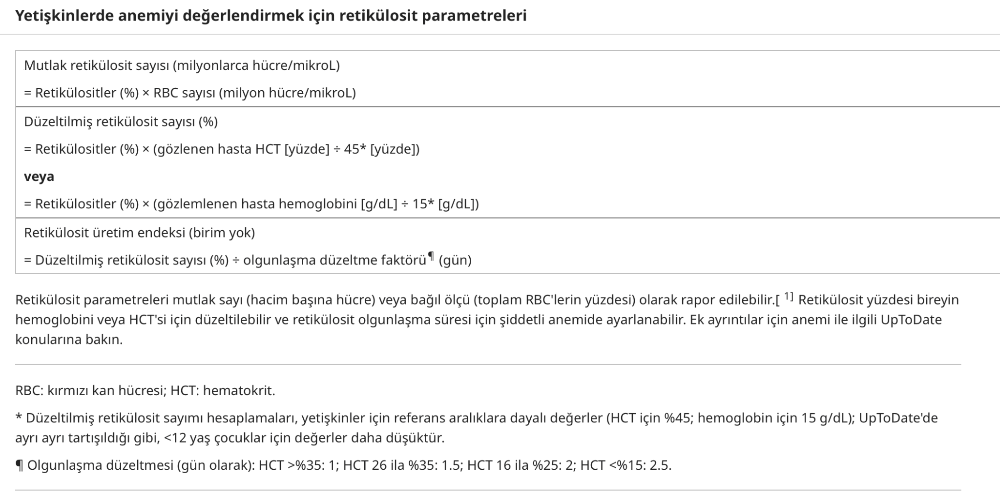 Yetişkinlerde anemiyi değerlendirmek için retikülosit parametreleri
Mutlak retikülosit sayısı (milyonlarca hücre/mikroL)
= Retikülositler (%) × RBC sayısı (milyon hücre/mikroL)
Düzeltilmiş retikülosit sayısı (%)
= Retikülositler (%) × (gözlenen hasta HCT [yüzde] ÷ 45* [yüzde])
veya
= Retikülositler (%) × (gözlemlenen hasta hemoglobini [g/dL] ÷ 15* [g/dL])
Retikülosit üretim endeksi (birim yok)
= Düzeltilmiş retikülosit sayısı (%) ÷ olgunlaşma düzeltme faktörü¶ (gün)
Retikülosit parametreleri mutlak sayı (hacim başına hücre) veya bağıl ölçü (toplam RBC'lerin yüzdesi) olarak rapor edilebilir.[ 1] Retikülosit yüzdesi bireyin
hemoglobini veya HCT'si için düzeltilebilir ve retikülosit olgunlaşma süresi için şiddetli anemide ayarlanabilir. Ek ayrıntılar için anemi ile ilgili UpToDate
konularına bakın.
RBC: kırmızı kan hücresi; HCT: hematokrit.
* Düzeltilmiş retikülosit sayımı hesaplamaları, yetişkinler için referans aralıklara dayalı değerler (HCT için %45; hemoglobin için 15 g/dL); UpToDate'de
ayrı ayrı tartışıldığı gibi, <12 yaş çocuklar için değerler daha düşüktür.
¶ Olgunlaşma düzeltmesi (gün olarak): HCT >%35: 1; HCT 26 ila %35: 1.5; HCT 16 ila %25: 2; HCT <%15: 2.5.